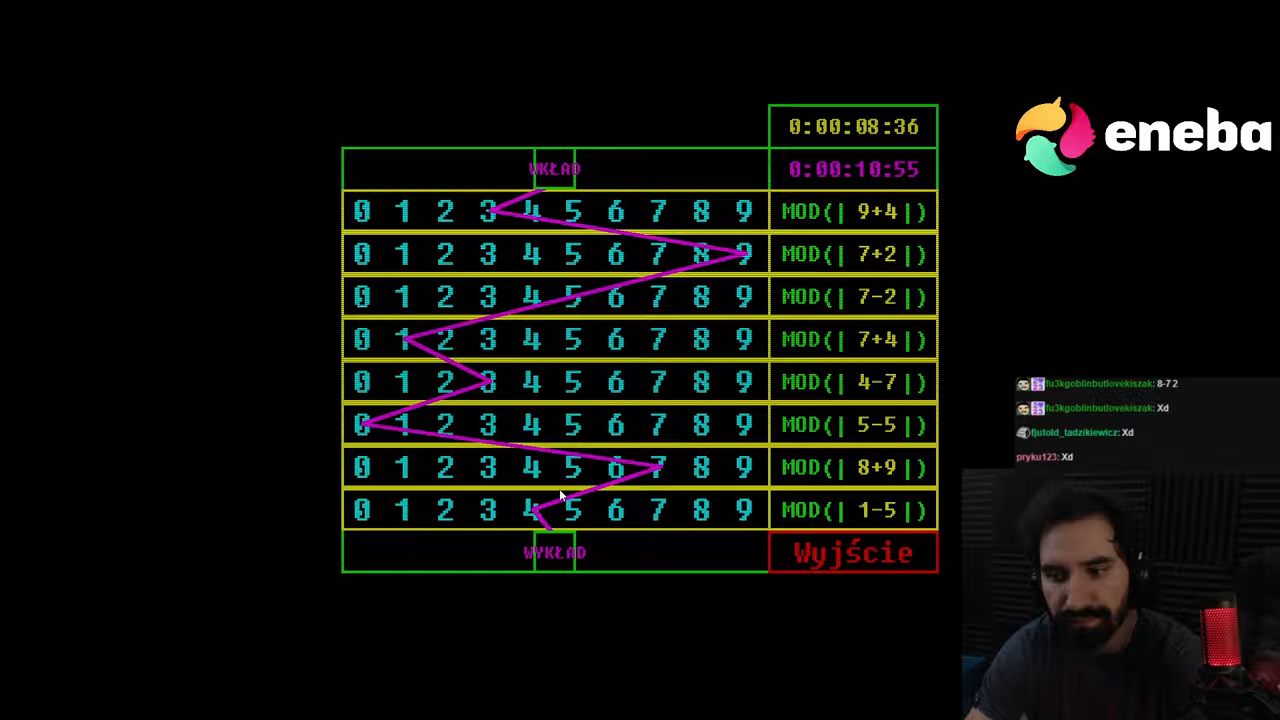 0:00:08:36
eneba
WKŁAD 0:00:10:55
0 1 2 3 4 5 6 7 8 9 MOD(| 9+4 |)
0 1 2 3 4 5 6 7 8 9 MOD(| 7+2 |)
0 1 2 3 4 5 6 7 8 9 MOD(| 7-2 |)
0 1 2 3 4 5 6 7 8 9 MOD(| 7+4 |)
0 1 2 3 4 5 6 7 8 9 MOD(| 4-7 |)
0 1 2 3 4 5 6 7 8 9 MOD(| 5-5 |)
0 1 2 3 4 5 6 7 8 9 MOD(| 8+9 |)
0 1 2 3 4 5 6 7 8 9 MOD(| 1-5 |)
WYKŁAD Wyjście
fu3kgoblinbutlovekiszak: 8-7 2
fu3kgoblinbutlovekiszak: Xd
fjutold_tadzikiewicz: Xd
pryku123: Xd